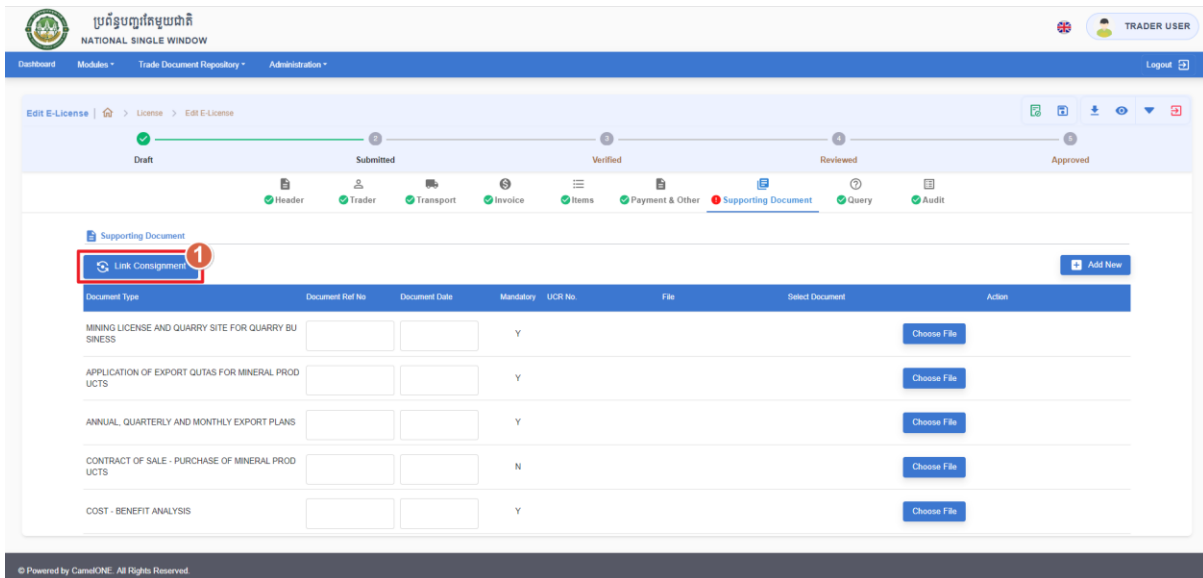 ប្រព័ន្ធបញ្ជរតែមួយជាតិ
NATIONAL SINGLE WINDOW
TRADER USER
Dashboard Modules Trade Document Repository Administration Logout
Edit E-License | > License > Edit E-License
2 3 4 5
Draft Submitted Verified Reviewed Approved
Header Trader Transport Invoice Items Payment & Other Supporting Document Query Audit
Supporting Document
1
Link Consignment Add New
Document Type Document Ref No Document Date Mandatory UCR No. File Select Document Action
MINING LICENSE AND QUARRY SITE FOR QUARRY BU
SINESS Y Choose File
APPLICATION OF EXPORT QUTAS FOR MINERAL PROD
UCTS Y Choose File
ANNUAL, QUARTERLY AND MONTHLY EXPORT PLANS Y Choose File
CONTRACT OF SALE - PURCHASE OF MINERAL PROD
UCTS N Choose File
COST - BENEFIT ANALYSIS Y Choose File
© Powered by CamelONE. All Rights Reserved.